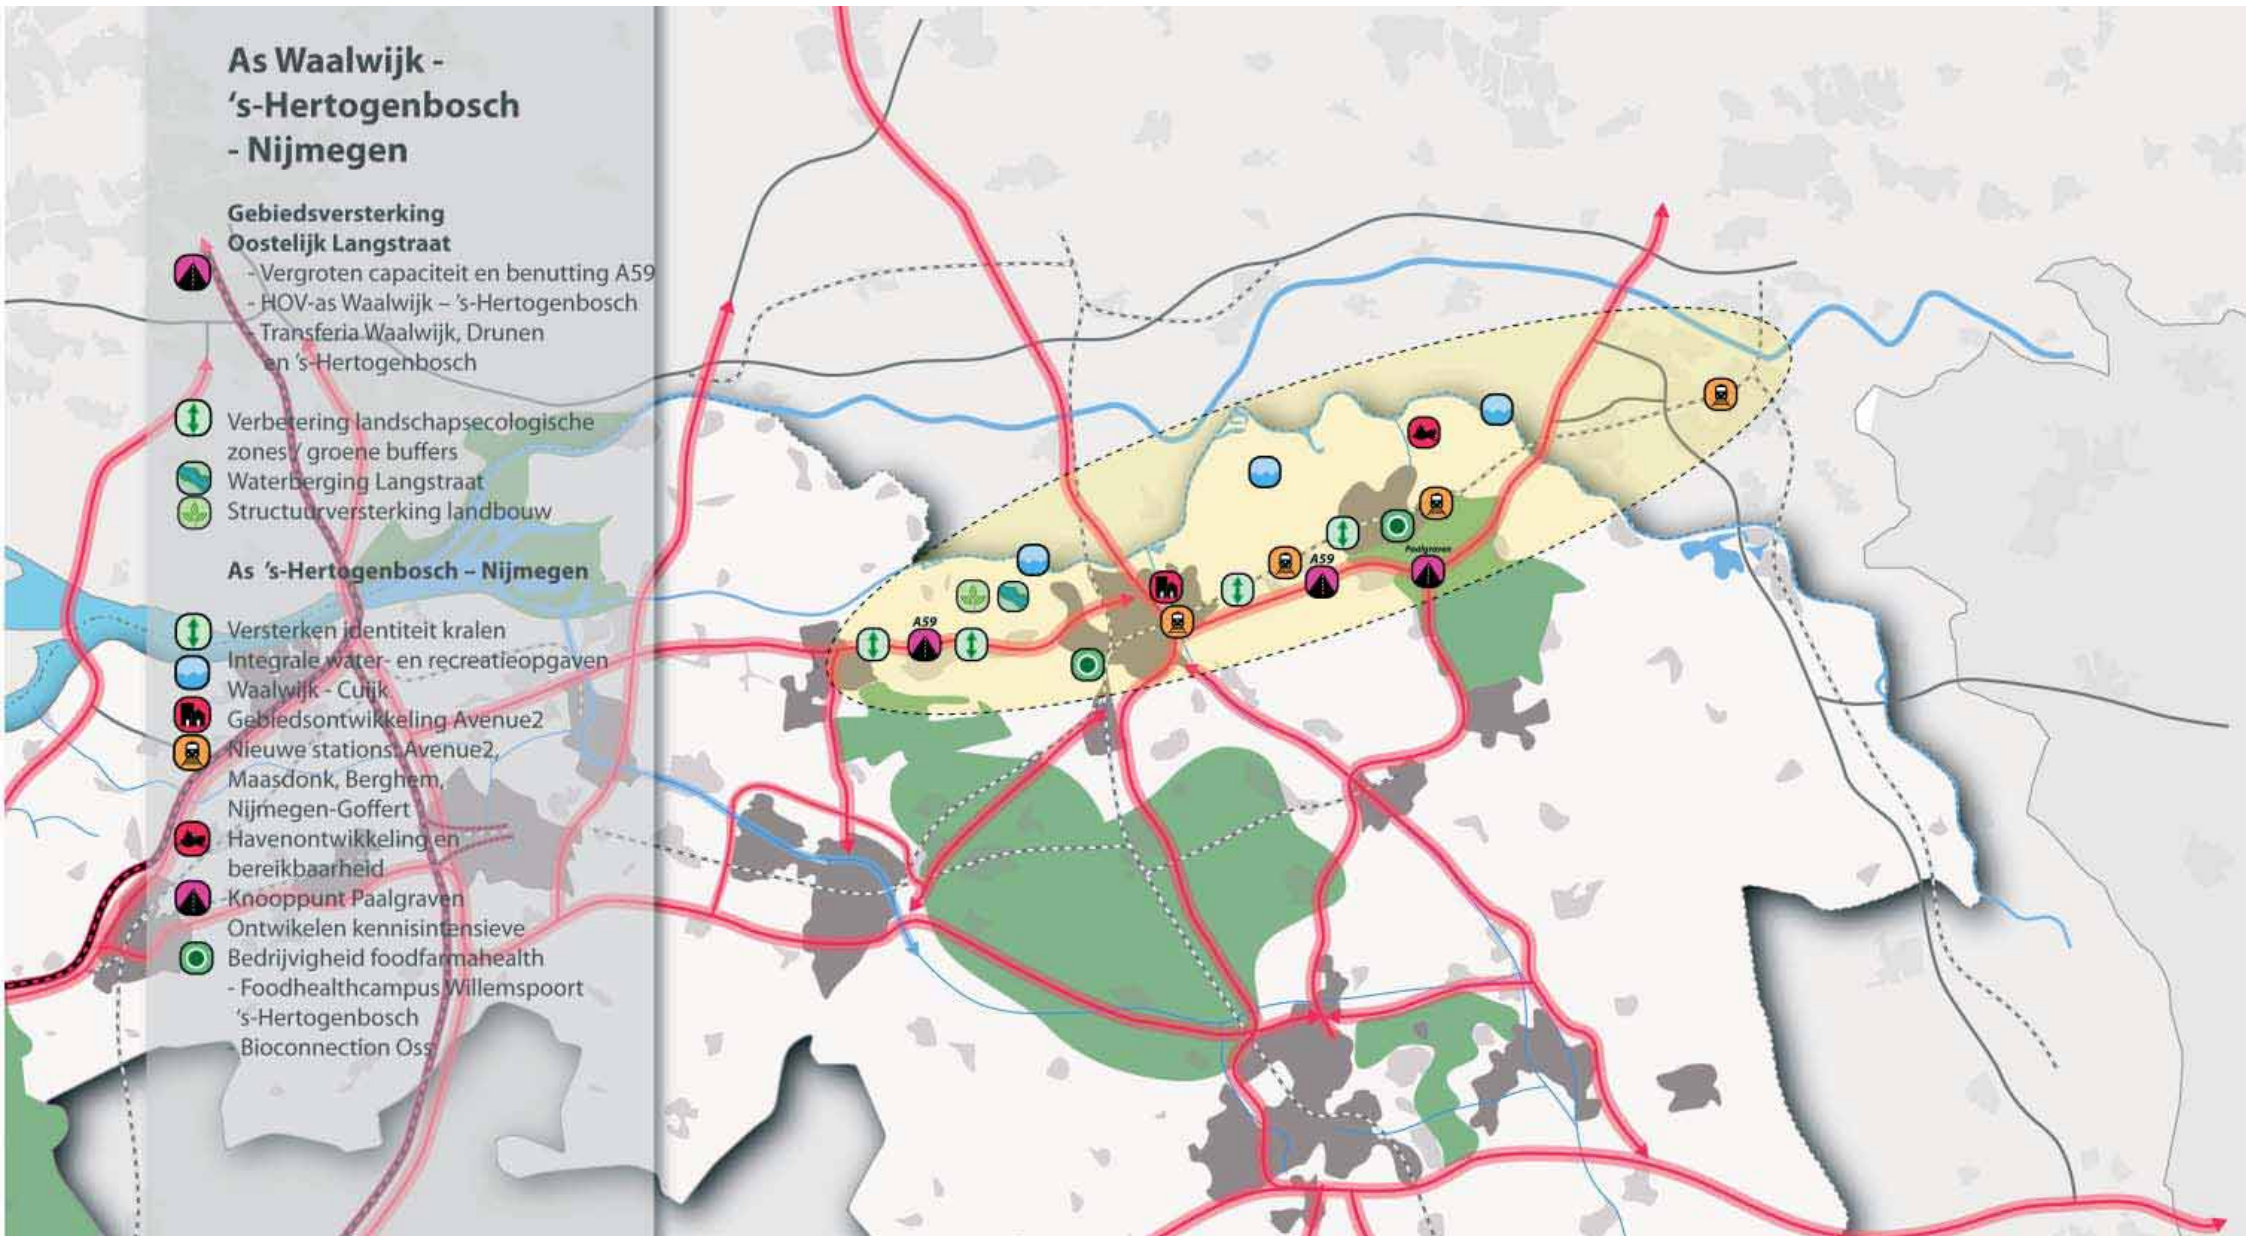 As Waalwijk -
‘s-Hertogenbosch
- Nijmegen
Gebiedsversterking
Oostelijk Langstraat
- Vergroten capaciteit en benutting A59
- HOV-as Waalwijk – ’s-Hertogenbosch
- Transferia Waalwijk, Drunen
en ’s-Hertogenbosch
Verbetering landschapsecologische
zones / groene buffers
Waterberging Langstraat
Structuurversterking landbouw
As ’s-Hertogenbosch – Nijmegen
Versterken identiteit kralen
Integrale water- en recreatieopgaven
Waalwijk - Cuijk
Gebiedsontwikkeling Avenue2
Nieuwe stations: Avenue2,
Maasdonk, Berghem,
Nijmegen-Goffert
Havenontwikkeling en
bereikbaarheid
- Knooppunt Paalgraven
Ontwikelen kennisintensieve
Bedrijvigheid foodfarmahealth
- Foodhealthcampus Willemspoort
‘s-Hertogenbosch
- Bioconnection Oss
Paalgraven
A59
A59